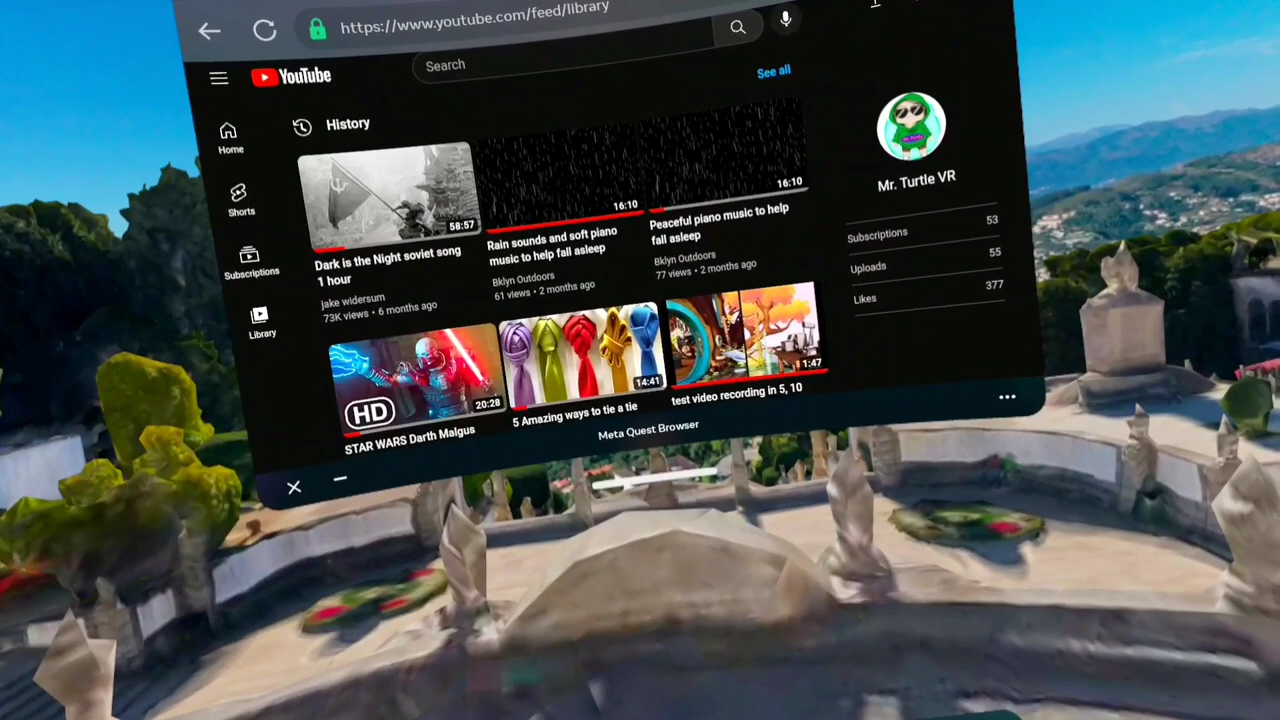 https://www.youtube.com/feed/library
YouTube
Search
See all
History
Home
Shorts
Subscriptions
Library
58:57
Dark is the Night soviet song
1 hour
jake widersum
73K views • 6 months ago
16:10
Rain sounds and soft piano
music to help fall asleep
Bklyn Outdoors
61 views • 2 months ago
16:10
Peaceful piano music to help
fall asleep
Bklyn Outdoors
77 views • 2 months ago
HD
20:28
STAR WARS Darth Malgus
14:41
5 Amazing ways to tie a tie
1:47
test video recording in 5, 10
Mr. Turtle VR
Subscriptions 53
Uploads 55
Likes 377
Meta Quest Browser